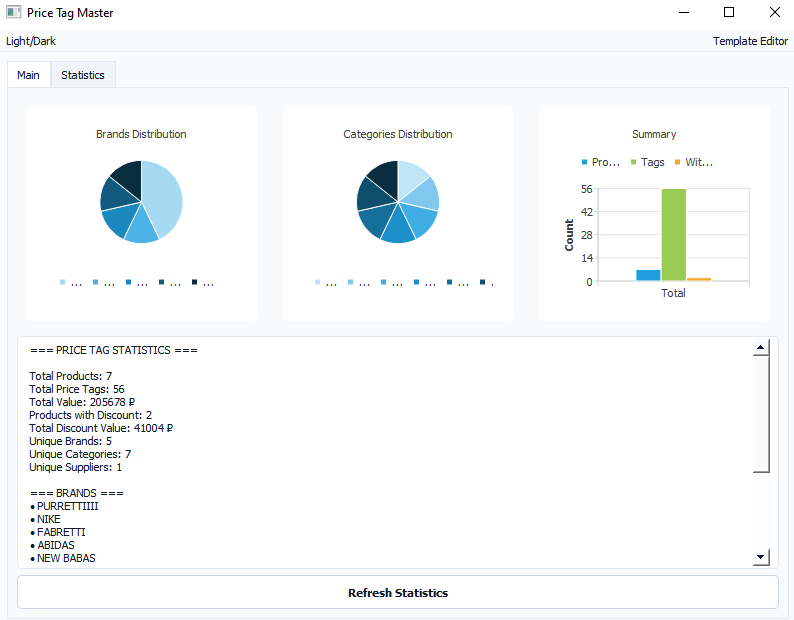 Price Tag Master
Light/Dark
Template Editor
Main
Statistics
Brands Distribution
... ... ... ... ...
Categories Distribution
... ... ... ... ... .
Summary
Pro... Tags Wit...
56
42
28
14
0
Count
Total
=== PRICE TAG STATISTICS ===
Total Products: 7
Total Price Tags: 56
Total Value: 205678 ₽
Products with Discount: 2
Total Discount Value: 41004 ₽
Unique Brands: 5
Unique Categories: 7
Unique Suppliers: 1
=== BRANDS ===
• PURRETTIIII
• NIKE
• FABRETTI
• ABIDAS
• NEW BABAS
Refresh Statistics